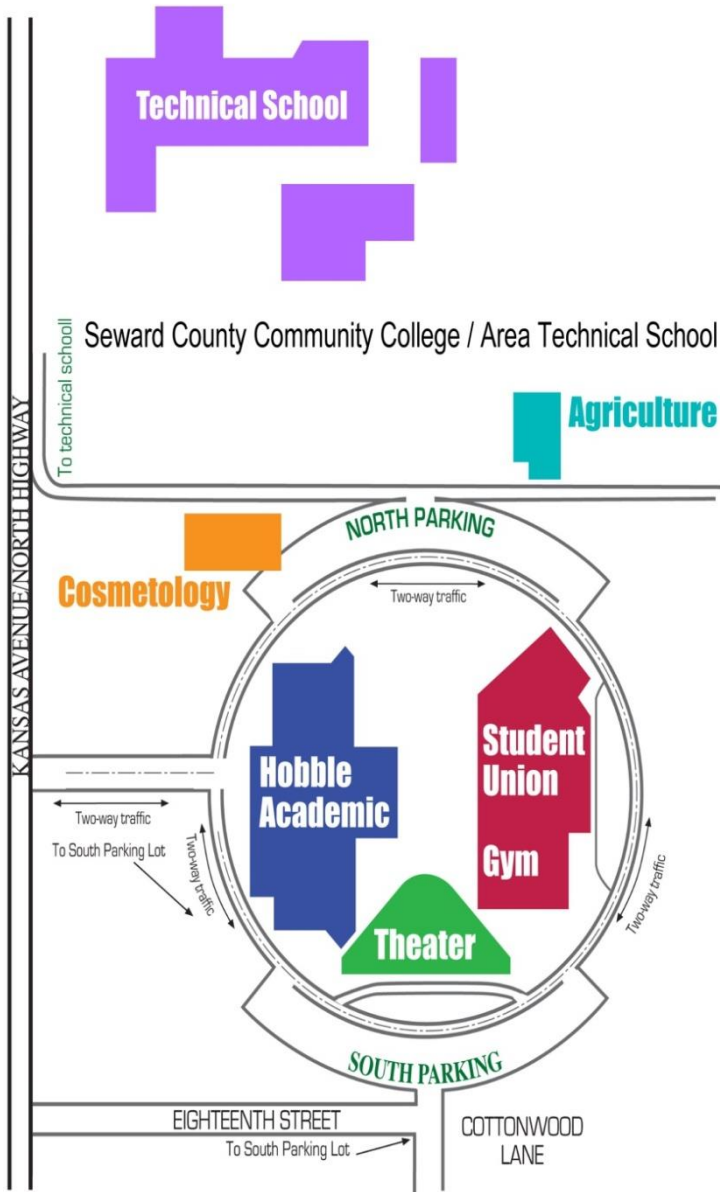 Technical School
Seward County Community College / Area Technical School
To technical schooll
KANSAS AVENUE/NORTH HIGHWAY
Agriculture
NORTH PARKING
Cosmetology
Two-way traffic
Student
Union
Gym
Hobble
Academic
Two-way traffic
To South Parking Lot
Two-way traffic
Two-way traffic
Theater
SOUTH PARKING
EIGHTEENTH STREET
To South Parking Lot
COTTONWOOD
LANE